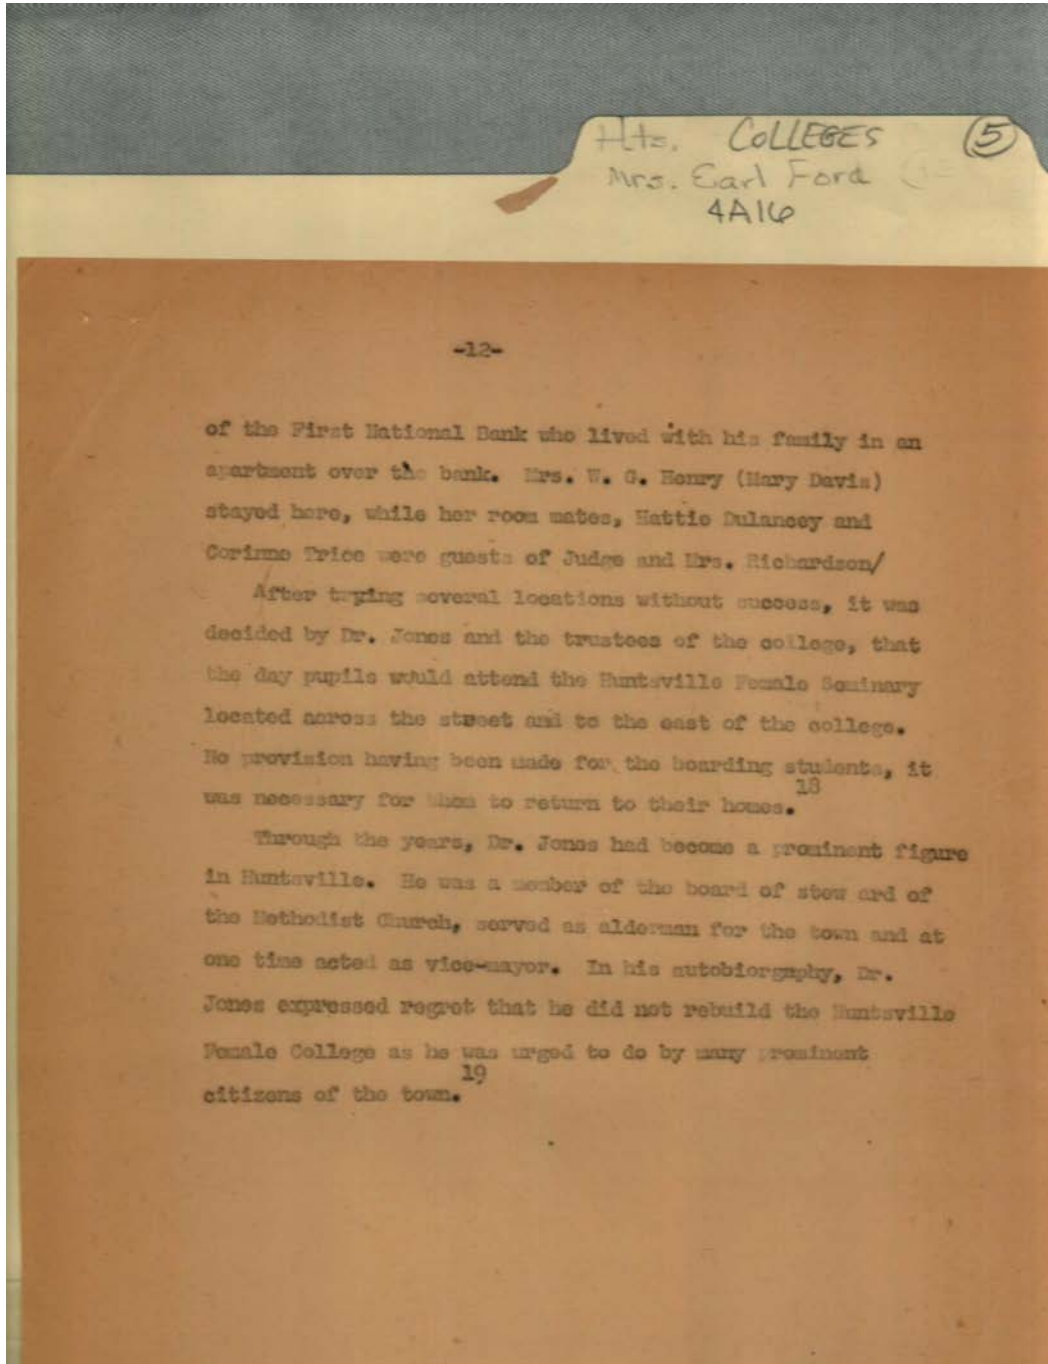 Hts. COLLEGES (5)
Mrs. Earl Ford
4A16
-12-
of the First National Bank who lived with his family in an
apartment over the bank. Mrs. W. G. Henry (Mary Davis)
stayed here, while her room mates, Hattie Dulancey and
Corinne Trice were guests of Judge and Mrs. Richardson/
After trying several locations without success, it was
decided by Dr. Jones and the trustees of the college, that
the day pupils would attend the Huntsville Female Seminary
located across the street and to the east of the college.
No provision having been made for the boarding students, it
was necessary for them to return to their homes.18
Through the years, Dr. Jones had become a prominent figure
in Huntsville. He was a member of the board of stew ard of
the Methodist Church, served as alderman for the town and at
one time acted as vice-mayor. In his autobiorgaphy, Dr.
Jones expressed regret that he did not rebuild the Huntsville
Female College as he was urged to do by many prominent
citizens of the town.19